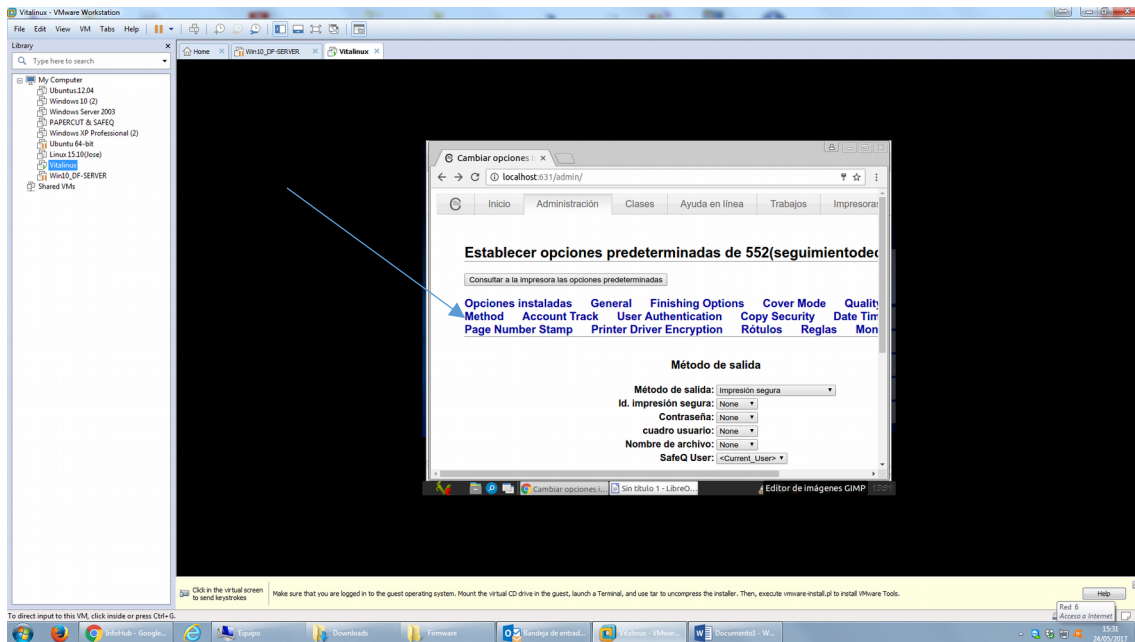 Vitalinux - VMware Workstation
File Edit View VM Tabs Help
Library
Type here to search
Home
Win10_DF-SERVER
Vitalinux
My Computer
Ubuntus.12.04
Windows 10 (2)
Windows Server 2003
PAPERCUT & SAFEQ
Windows XP Professional (2)
Ubuntu 64-bit
Linux 15.10(Jose)
Vitalinux
Win10_DF-SERVER
Shared VMs
Cambiar opciones i
localhost:631/admin/
Inicio Administración Clases Ayuda en línea Trabajos Impresoras
Establecer opciones predeterminadas de 552(seguimientodec
Consultar a la impresora las opciones predeterminadas
Opciones instaladas General Finishing Options Cover Mode Quality
Method Account Track User Authentication Copy Security Date Tim
Page Number Stamp Printer Driver Encryption Rótulos Reglas Mon
Método de salida
Método de salida: Impresión segura
Id. impresión segura: None
Contraseña: None
cuadro usuario: None
Nombre de archivo: None
SafeQ User: <Current_User>
Cambiar opciones i... Sin título 1 - LibreO... Editor de imágenes GIMP 15:31
Click in the virtual screen
to send keystrokes
Make sure that you are logged in to the guest operating system. Mount the virtual CD drive in the guest, launch a Terminal, and use tar to uncompress the installer. Then, execute vmware-install.pl to install VMware Tools.
Help
To direct input to this VM, click inside or press Ctrl+G.
Red 6
Acceso a Internet
InfoHub - Google... Equipo Downloads Firmware Bandeja de entrad... Vitalinux - VMwar... Documento1 - W...
15:31
24/05/2017